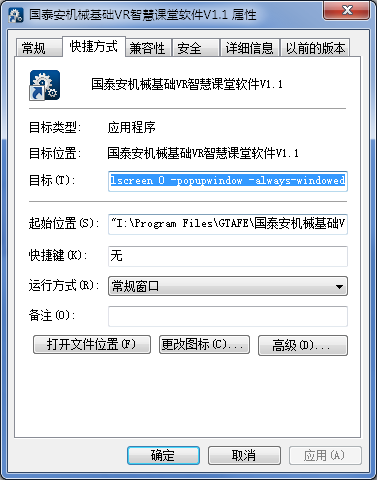 国泰安机械基础VR智慧课堂软件V1.1 属性
常规 快捷方式 兼容性 安全 详细信息 以前的版本
国泰安机械基础VR智慧课堂软件V1.1
目标类型: 应用程序
目标位置: 国泰安机械基础VR智慧课堂软件V1.1
目标(T): lscreen 0 -popupwindow -always-windowed
起始位置(S): "I:\Program Files\GTAFE\国泰安机械基础V
快捷键(K): 无
运行方式(R): 常规窗口
备注(O):
打开文件位置(F) 更改图标(C)... 高级(D)...
确定 取消 应用(A)